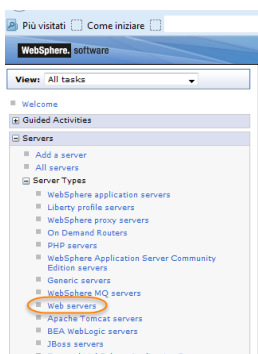 Più visitati Come iniziare
WebSphere. software
View: All tasks
Welcome
Guided Activities
Servers
Add a server
All servers
Server Types
WebSphere application servers
Liberty profile servers
WebSphere proxy servers
On Demand Routers
PHP servers
WebSphere Application Server Community
Edition servers
Generic servers
WebSphere MQ servers
Web servers
Apache Tomcat servers
BEA WebLogic servers
JBoss servers